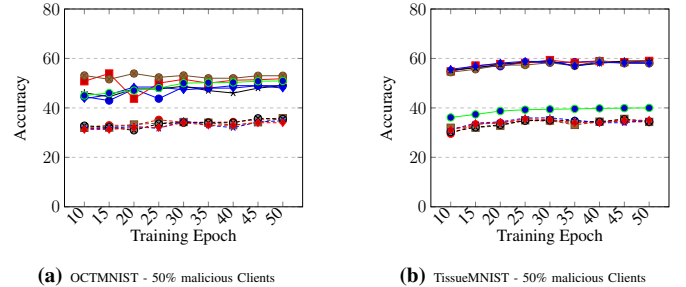 80
60
40
20
0
Accuracy
10 15 20 25 30 35 40 45 50
Training Epoch
(a) OCTMNIST - 50% malicious Clients
80
60
40
20
0
Accuracy
10 15 20 25 30 35 40 45 50
Training Epoch
(b) TissueMNIST - 50% malicious Clients